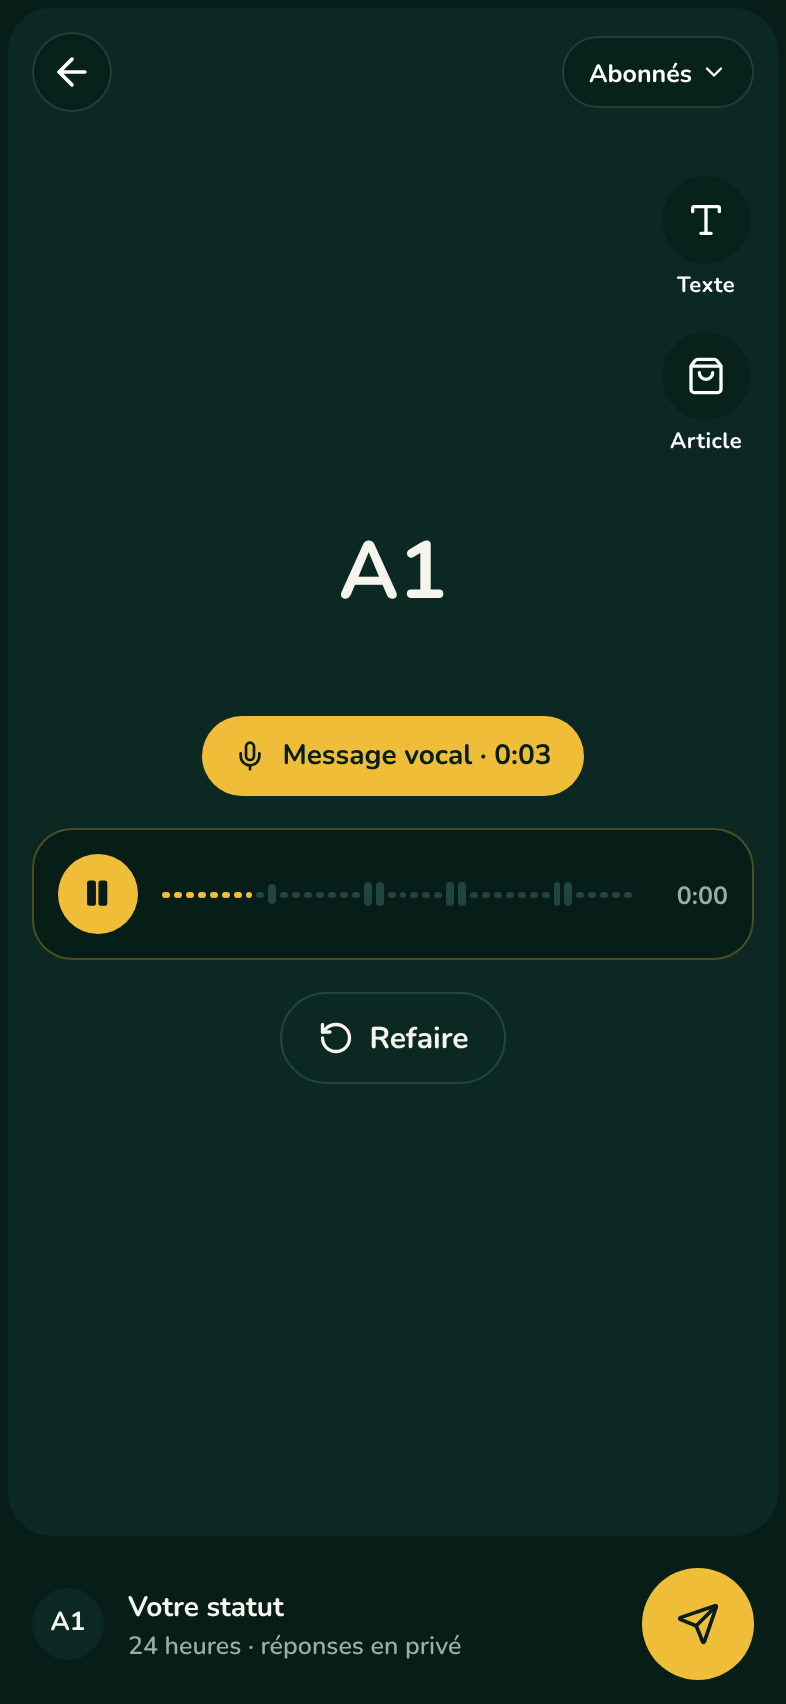 Abonnés
Texte
Article
A1
Message vocal · 0:03
0:00
Refaire
A1
Votre statut
24 heures · réponses en privé